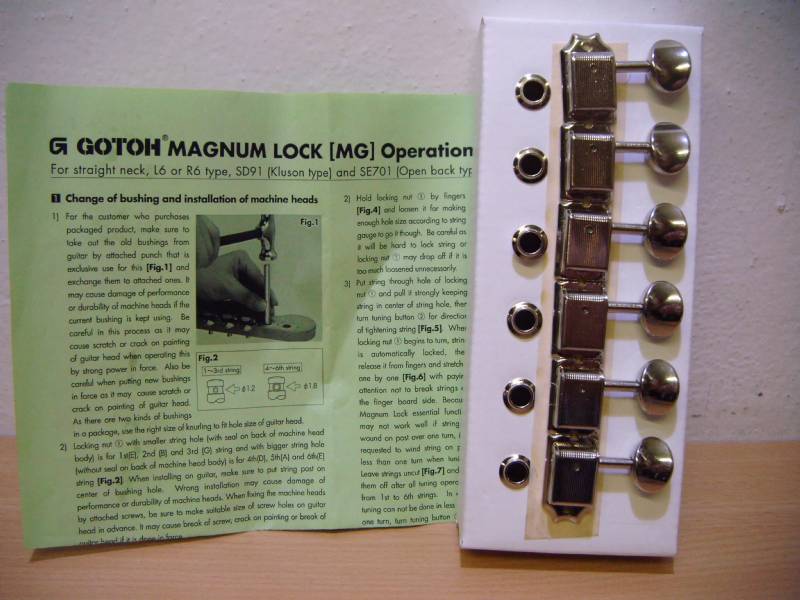 G GOTOH® MAGNUM LOCK [MG] Operation
For straight neck, L6 or R6 type, SD91 (Kluson type) and SE701 (Open back typ
1 Change of bushing and installation of machine heads
1) For the customer who purchases
packaged product, make sure to
take out the old bushings from
guitar by attached punch that is
exclusive use for this [Fig.1] and
exchange them to attached ones. It
may cause damage of performance
or durability of machine heads if the
current bushing is kept using. Be
careful in this process as it may
cause scratch or crack on painting
of guitar head when operating this
by strong power in force. Also be
careful when putting new bushings
in force as it may cause scratch or
crack on painting of guitar head.
As there are two kinds of bushings
in a package, use the right size of knurling to fit hole size of guitar head.
Fig.1
Fig.2
1~3rd string
4~6th string
φ1.2
φ1.8
2) Locking nut ① with smaller string hole (with seal on back of machine head
body) is for 1st(E), 2nd (B) and 3rd (G) string and with bigger string hole
(without seal on back of machine head body) is for 4th(D), 5th(A) and 6th(E)
string [Fig.2]. When installing on guitar, make sure to put string post on
center of bushing hole. Wrong installation may cause damage of
performance or durability of machine heads. When fixing the machine heads
by attached screws, be sure to make suitable size of screw holes on guitar
head in advance. It may cause break of screw, crack on painting or break of
guitar head if it is done in force.
2) Hold locking nut ① by fingers
[Fig.4] and loosen it for making
enough hole size according to string
gauge to go it though. Be careful as
it will be hard to lock string or
locking nut ① may drop off if it is
too much loosened unnecessarily.
3) Put string through hole of locking
nut ① and pull it strongly keeping
string in center of string hole, then
turn tuning button ② for direction
of tightening string [Fig.5]. When
locking nut ① begins to turn, strin
is automatically locked, the
release it from fingers and stretch
one by one [Fig.6] with payin
attention not to break strings
the finger board side. Becau
Magnum Lock essential functi
may not work well if string
wound on post over one turn, i
requested to wind string on p
less than one turn when tuni
Leave strings uncut [Fig.7] and
them off after all tuning opera
from 1st to 6th strings. In
tuning can not be done in less
one turn, turn tuning button